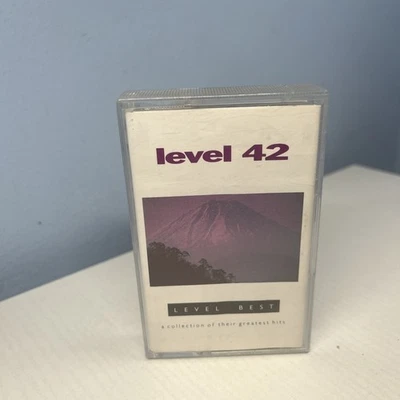 level 42
LEVEL BEST
a collection of their greatest hits